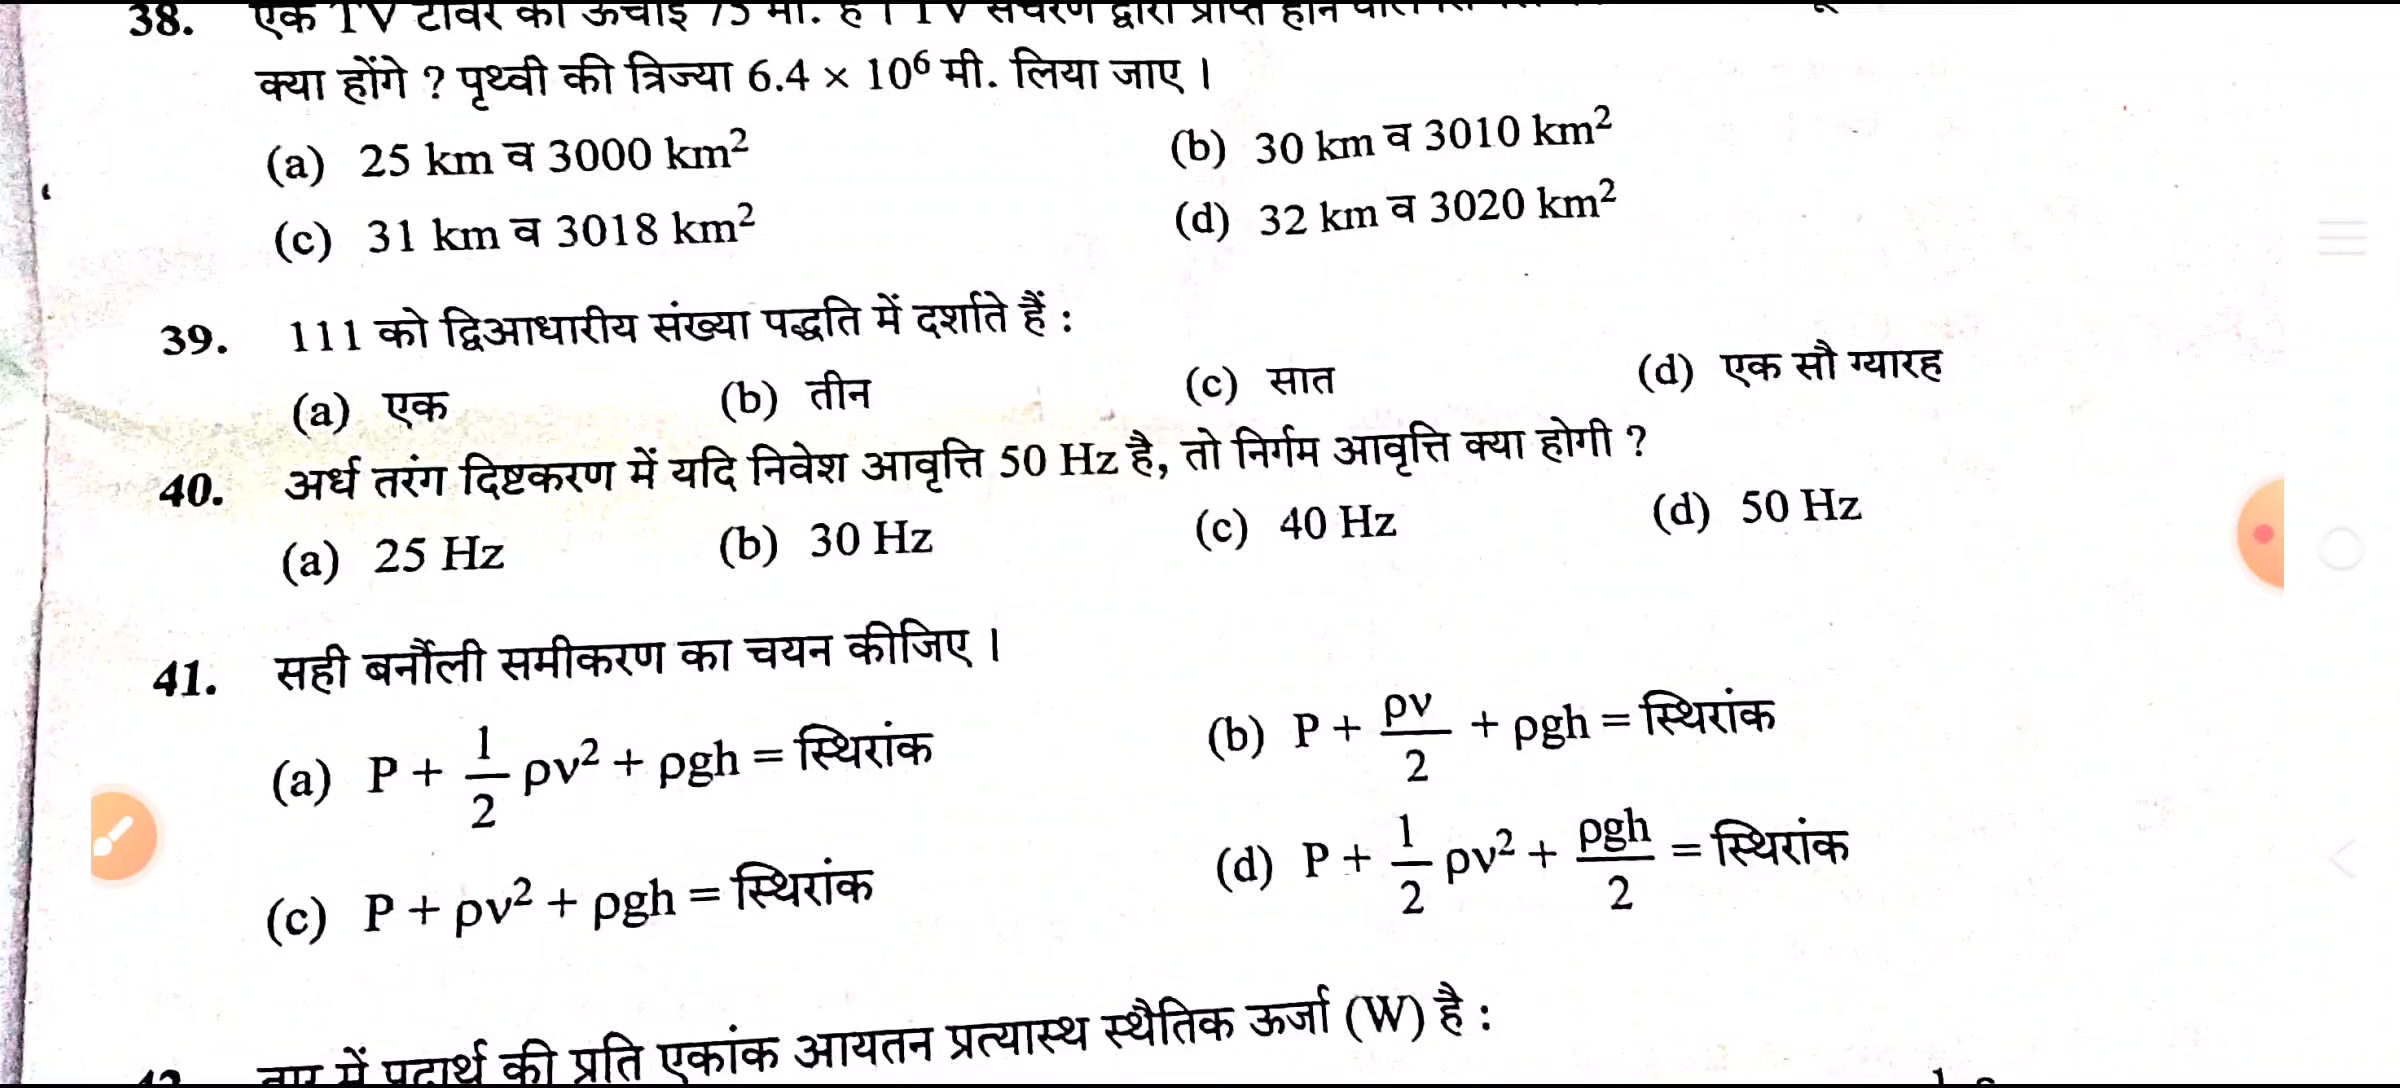 38. एक TV टावर की ऊँचाई 75 मी. है। TV संचरण द्वारा प्राप्त होने
क्या होंगे ? पृथ्वी की त्रिज्या 6.4 × 10⁶ मी. लिया जाए ।
(a) 25 km व 3000 km² (b) 30 km व 3010 km²
(c) 31 km व 3018 km² (d) 32 km व 3020 km²
39. 111 को द्विआधारीय संख्या पद्धति में दर्शाते हैं :
(a) एक (b) तीन (c) सात (d) एक सौ ग्यारह
40. अर्ध तरंग दिष्टकरण में यदि निवेश आवृत्ति 50 Hz है, तो निर्गम आवृत्ति क्या होगी ?
(a) 25 Hz (b) 30 Hz (c) 40 Hz (d) 50 Hz
41. सही बर्नौली समीकरण का चयन कीजिए ।
(a) P + 1/2 ρv² + ρgh = स्थिरांक (b) P + ρv/2 + ρgh = स्थिरांक
(c) P + ρv² + ρgh = स्थिरांक (d) P + 1/2 ρv² + ρgh/2 = स्थिरांक
में पदार्थ की प्रति एकांक आयतन प्रत्यास्थ स्थैतिक ऊर्जा (W) है :